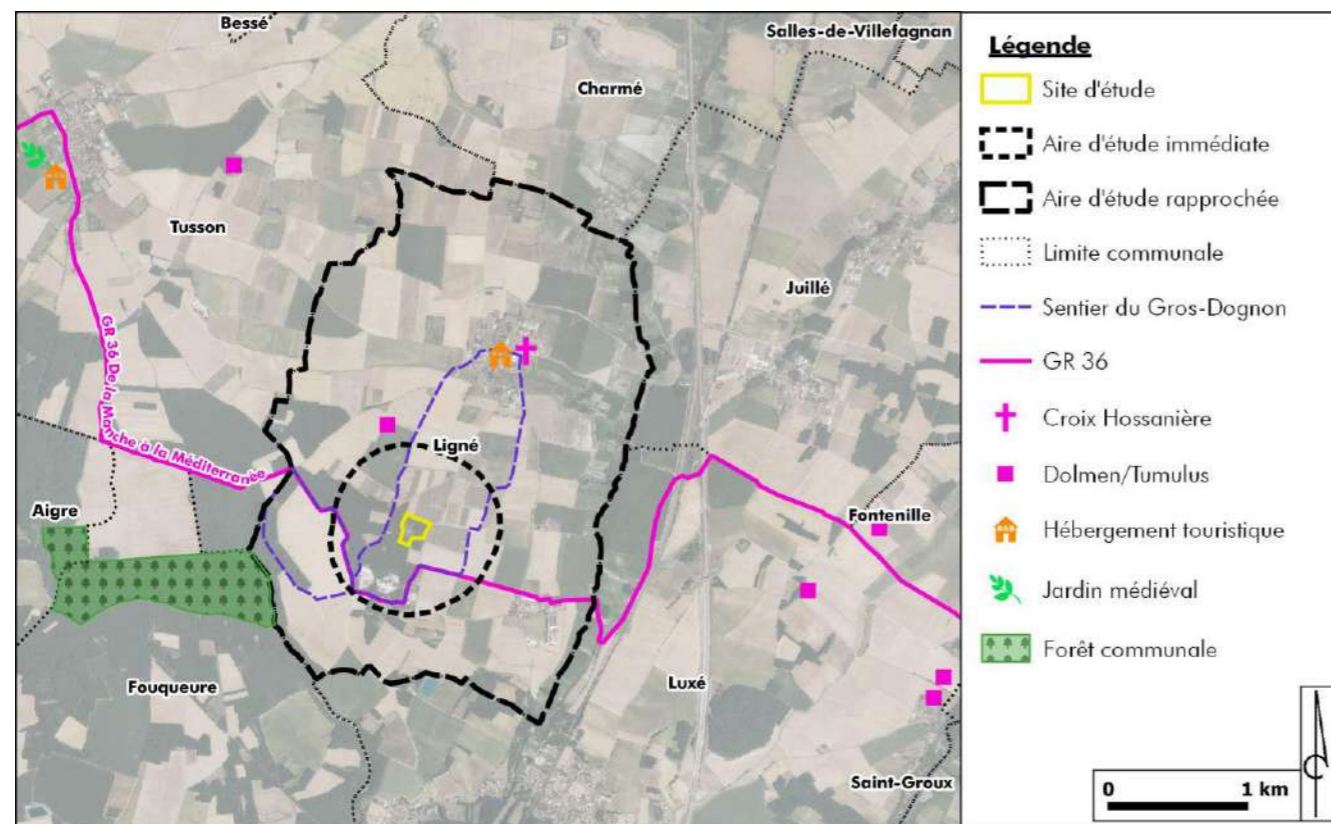 Bessé
Salles-de-Villefagnan
Charmé
Tusson
Juillé
GR 36 De la Manche à la Méditerranée
Ligné
Aigre
Fontenille
Fouqueure
Luxé
Saint-Groux
Légende
Site d'étude
Aire d'étude immédiate
Aire d'étude rapprochée
Limite communale
Sentier du Gros-Dognon
GR 36
Croix Hossanière
Dolmen/Tumulus
Hébergement touristique
Jardin médiéval
Forêt communale
0 1 km